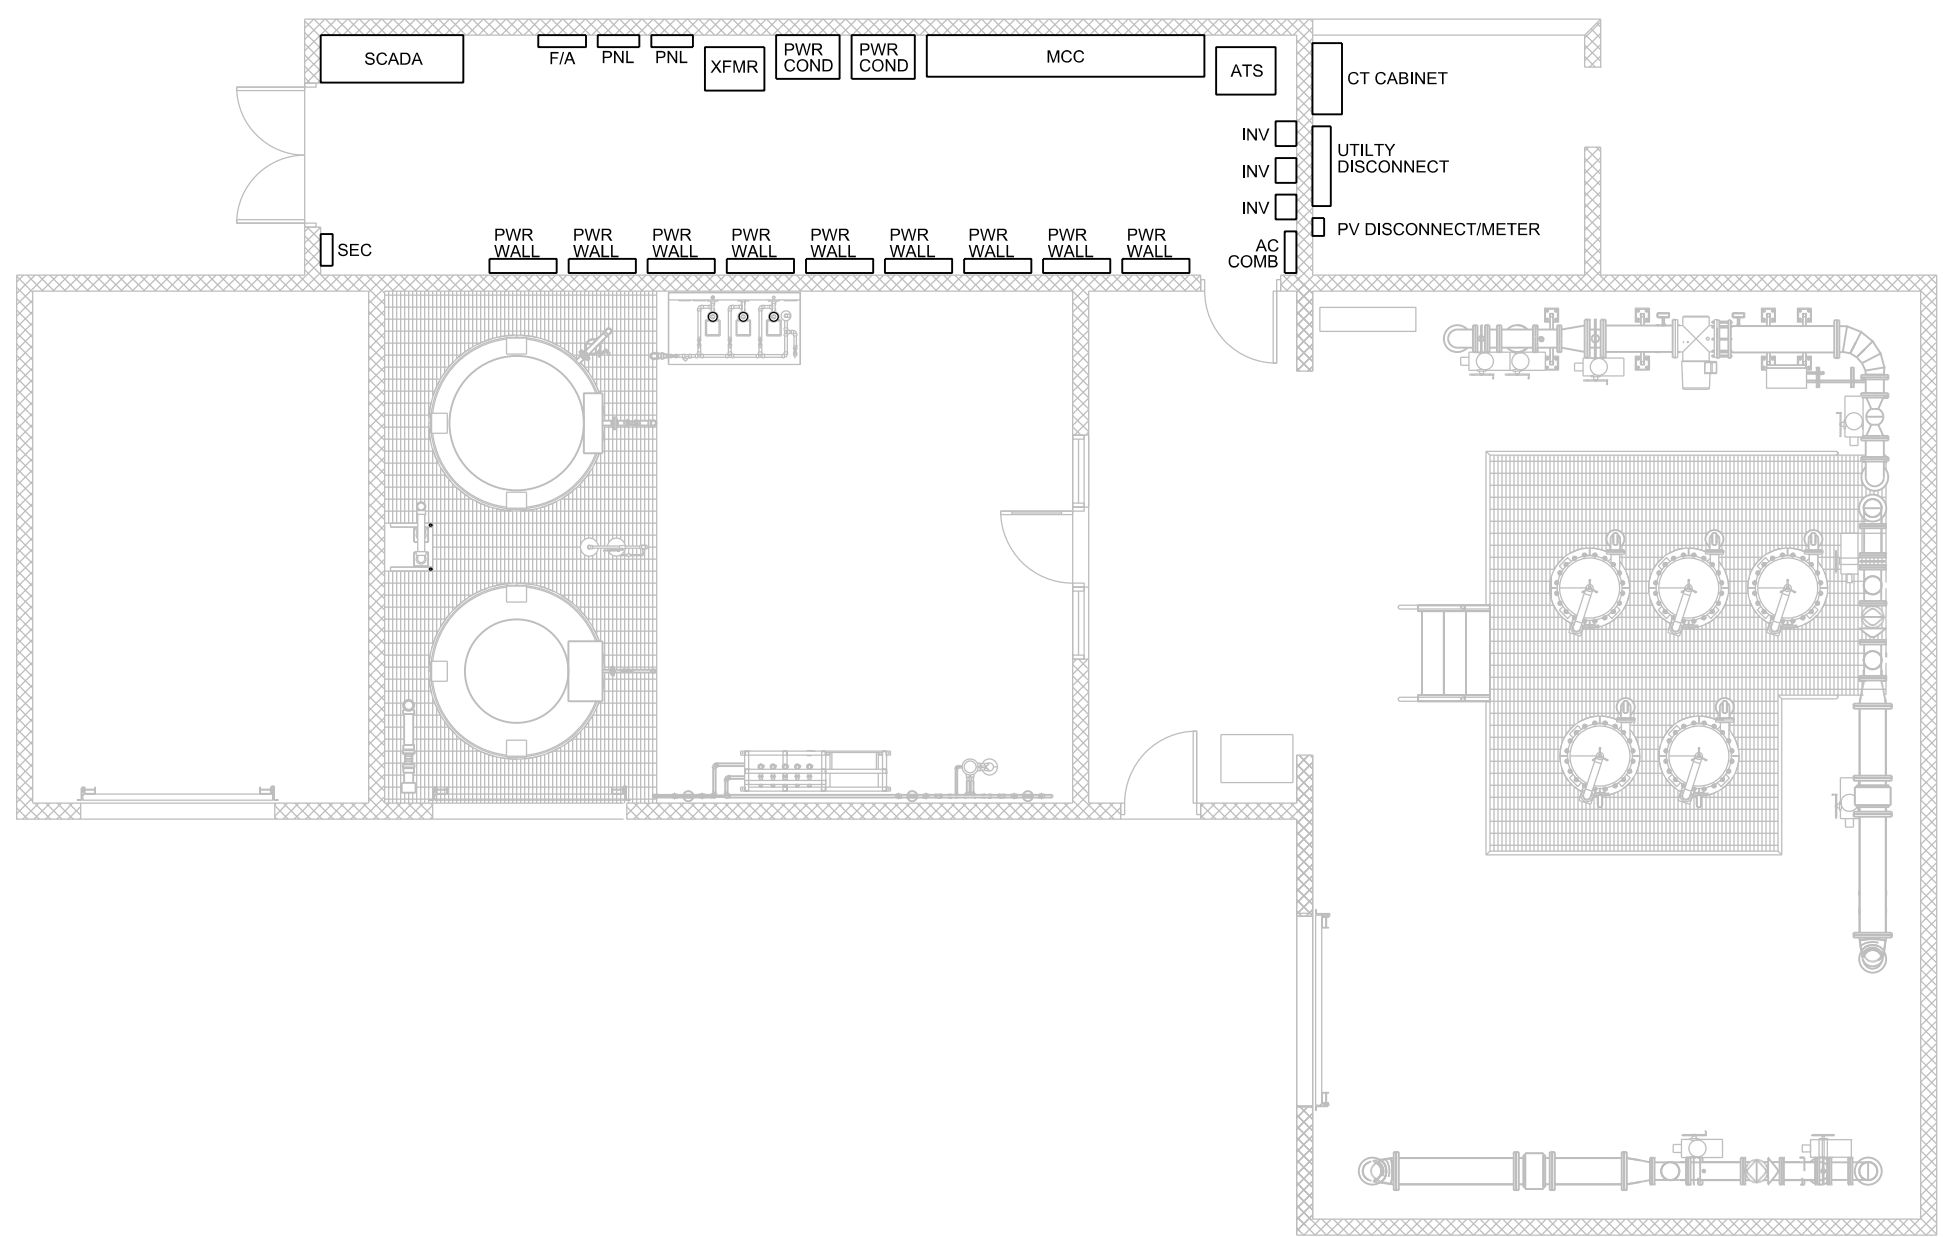 SCADA
F/A
PNL
PNL
XFMR
PWR
COND
PWR
COND
MCC
ATS
CT CABINET
INV
INV
INV
UTILTY
DISCONNECT
PV DISCONNECT/METER
SEC
PWR
WALL
PWR
WALL
PWR
WALL
PWR
WALL
PWR
WALL
PWR
WALL
PWR
WALL
PWR
WALL
PWR
WALL
AC
COMB